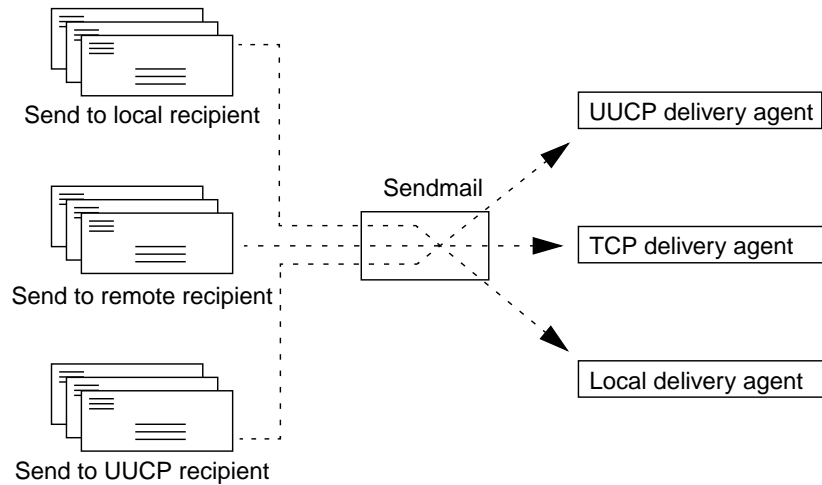 Send to local recipient
Send to remote recipient
Send to UUCP recipient
Sendmail
UUCP delivery agent
TCP delivery agent
Local delivery agent